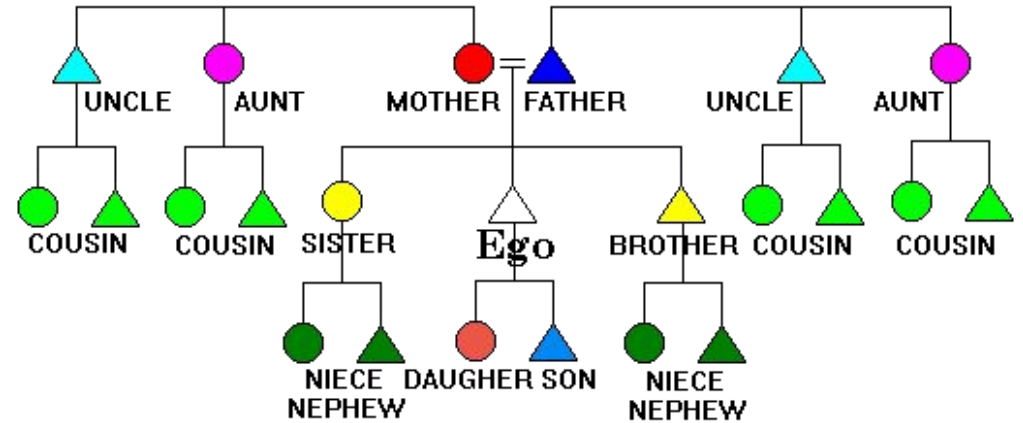 UNCLE AUNT MOTHER FATHER UNCLE AUNT
COUSIN COUSIN SISTER Ego BROTHER COUSIN COUSIN
NIECE DAUGHER SON NIECE
NEPHEW NEPHEW